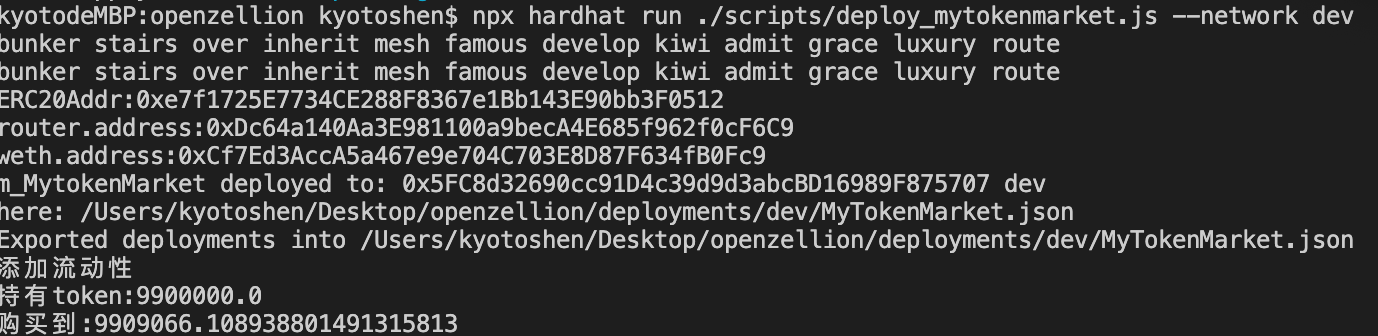 kyotodeMBP:openzellion kyotoshen$ npx hardhat run ./scripts/deploy_mytokenmarket.js --network dev
bunker stairs over inherit mesh famous develop kiwi admit grace luxury route
bunker stairs over inherit mesh famous develop kiwi admit grace luxury route
ERC20Addr:0xe7f1725E7734CE288F8367e1Bb143E90bb3F0512
router.address:0xDc64a140Aa3E981100a9becA4E685f962f0cF6C9
weth.address:0xCf7Ed3AccA5a467e9e704C703E8D87F634fB0Fc9
m_MytokenMarket deployed to: 0x5FC8d32690cc91D4c39d9d3abcBD16989F875707 dev
here: /Users/kyotoshen/Desktop/openzellion/deployments/dev/MyTokenMarket.json
Exported deployments into /Users/kyotoshen/Desktop/openzellion/deployments/dev/MyTokenMarket.json
添加流动性
持有token:9900000.0
购买到:9909066.108938801491315813